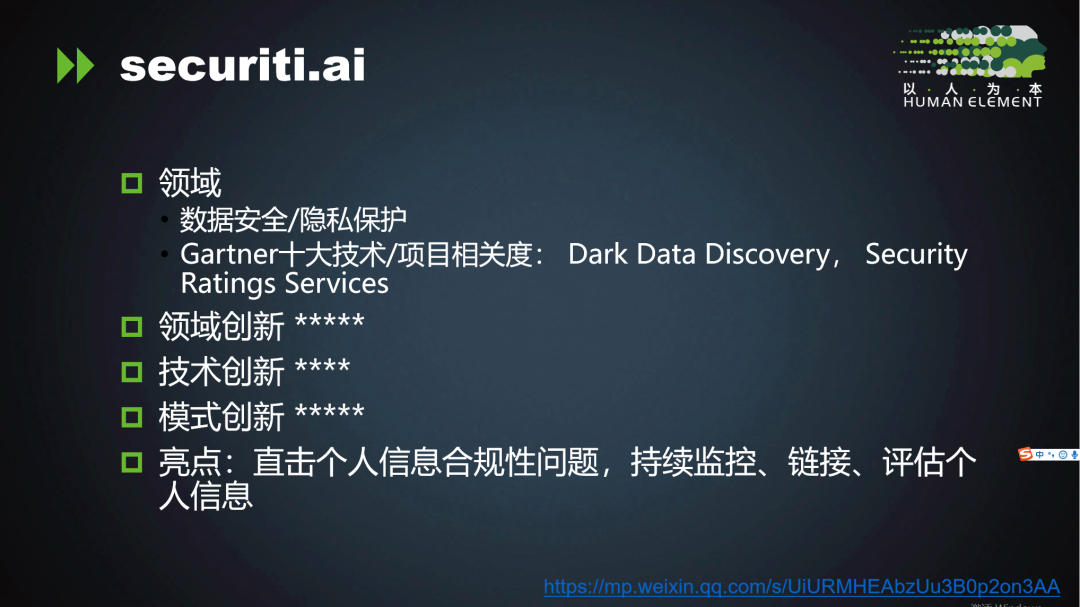 securiti.ai
以·人·为·本
HUMAN ELEMENT
领域
数据安全/隐私保护
Gartner十大技术/项目相关度: Dark Data Discovery, Security
Ratings Services
领域创新 *****
技术创新 ****
模式创新 *****
亮点:直击个人信息合规性问题,持续监控、链接、评估个
人信息
中
https://mp.weixin.qq.com/s/UiURMHEAbzUu3B0p2on3AA